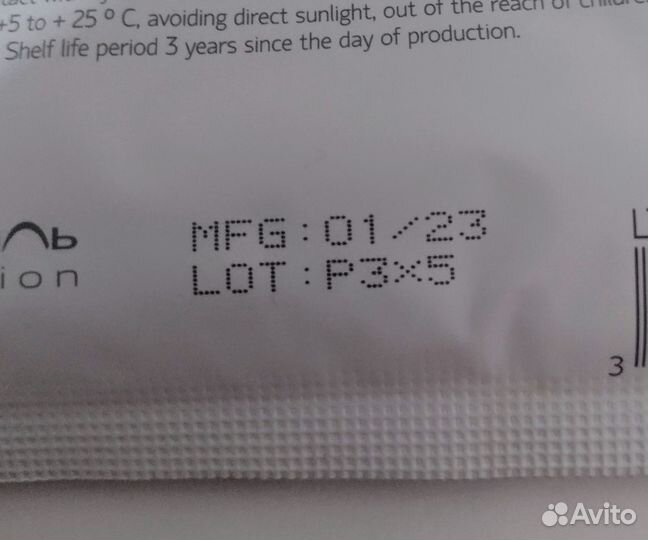 +5 to + 25 º C, avoiding direct sunlight, out of the reach of
Shelf life period 3 years since the day of production.
MFG:01/23
LOT:P3X5
ion
3
Avito